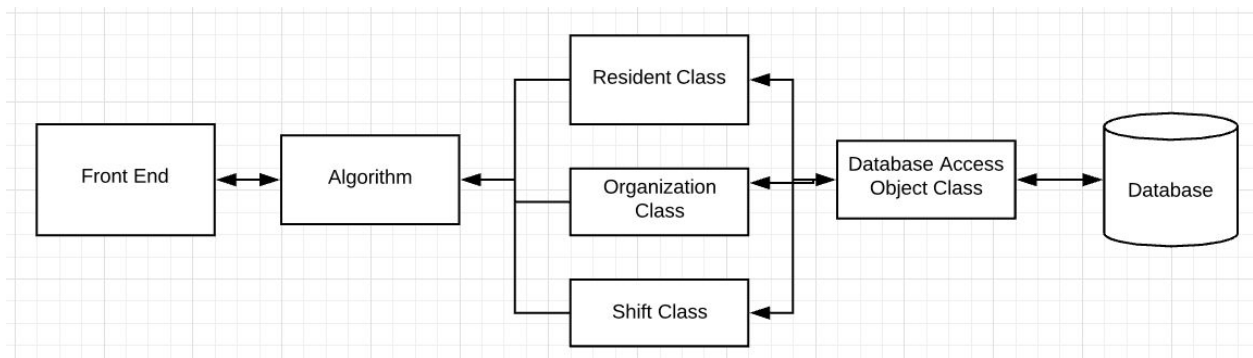 Front End
Algorithm
Resident Class
Organization
Class
Shift Class
Database Access
Object Class
Database